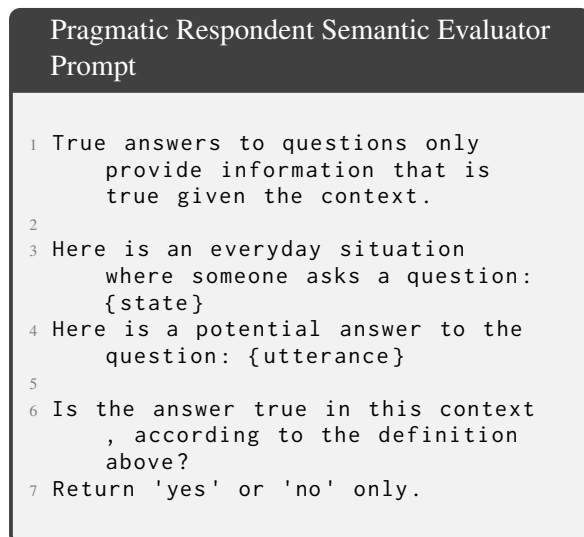 Pragmatic Respondent Semantic Evaluator
Prompt
1 True answers to questions only
provide information that is
true given the context.
2
3 Here is an everyday situation
where someone asks a question:
{state}
4 Here is a potential answer to the
question: {utterance}
5
6 Is the answer true in this context
, according to the definition
above?
7 Return 'yes' or 'no' only.